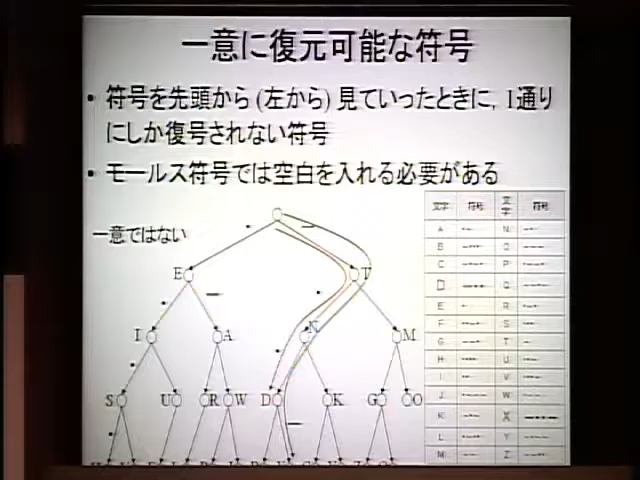 一意に復元可能な符号
• 符号を先頭から (左から) 見ていったときに, 1通り
にしか復号されない符号
• モールス符号では空白を入れる必要がある
一意ではない
文字 符号 文字 符号
A N
B O
C P
D Q
E R
F S
G T
H U
I V
J W
K X
L Y
M Z
E T
I A N M
S U R W D K G O